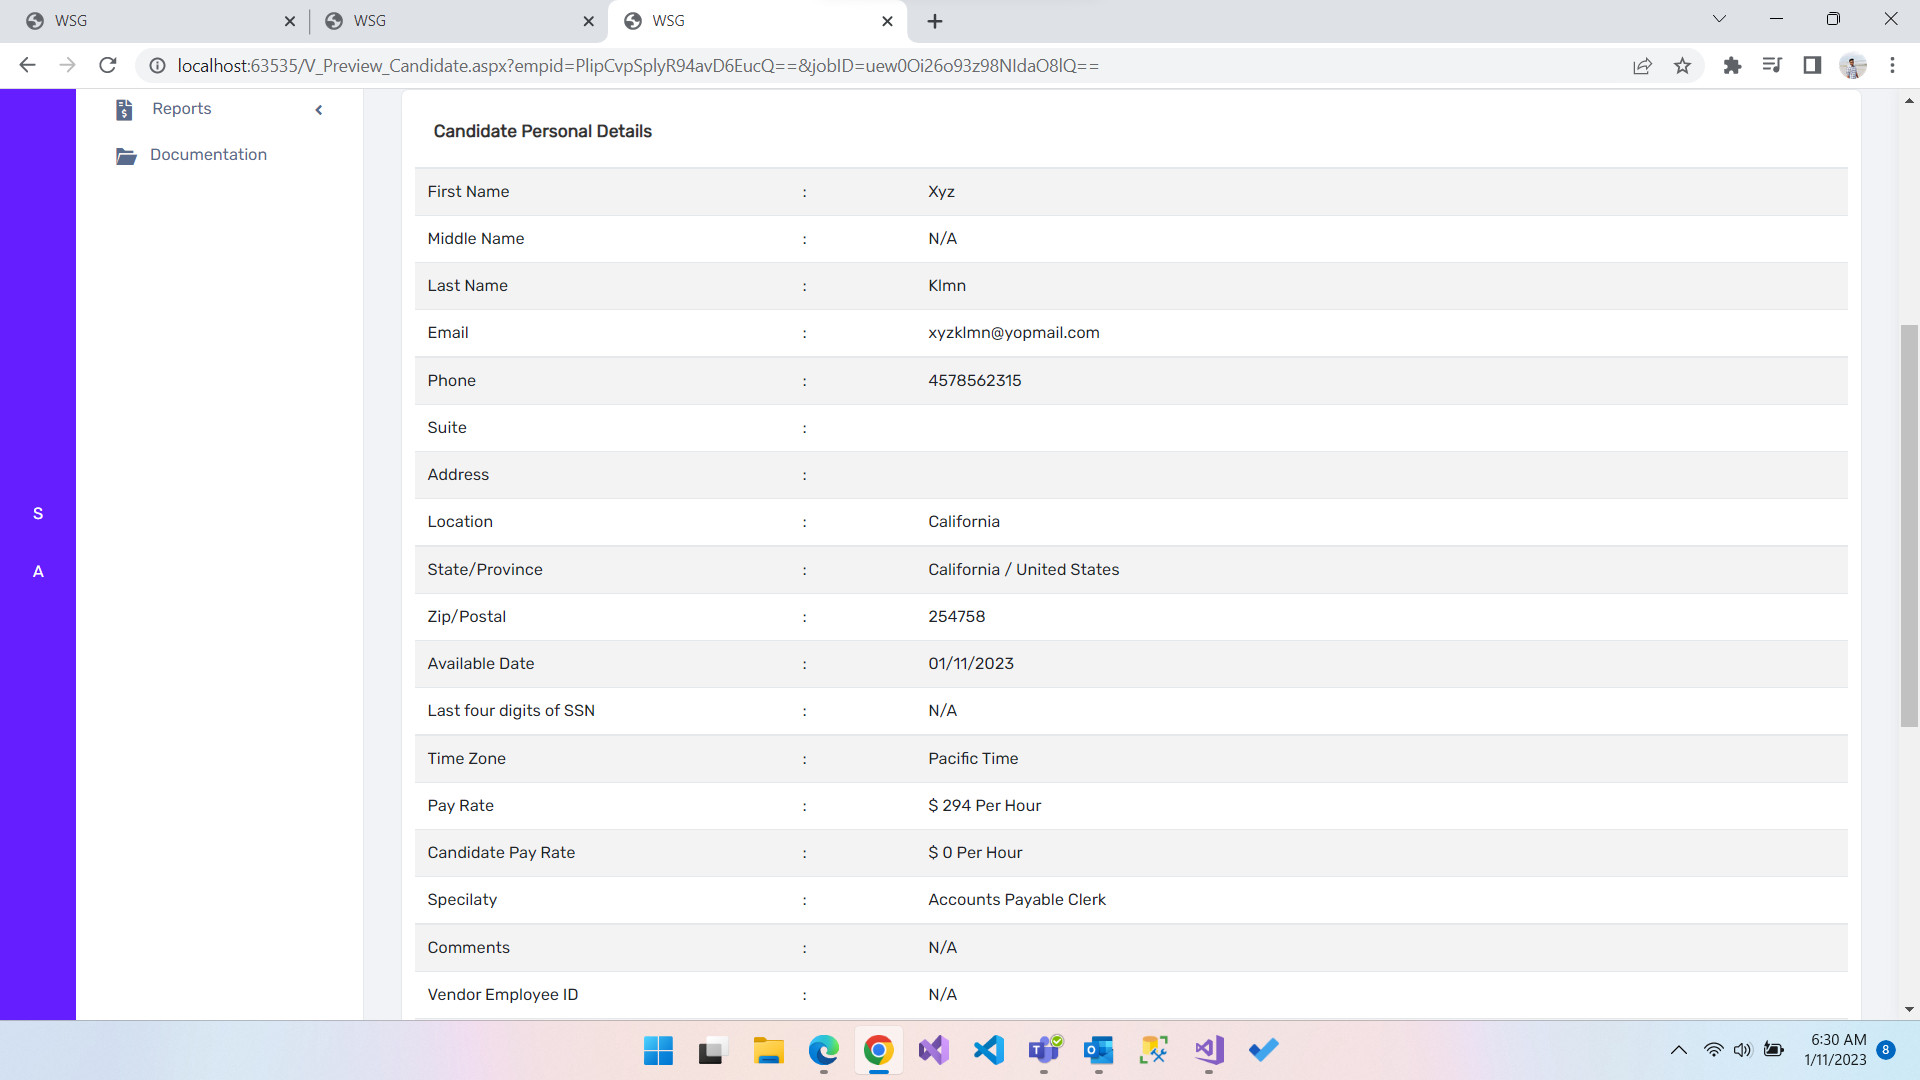 WSG
WSG
WSG
localhost:63535/V_Preview_Candidate.aspx?empid=PlipCvpSplyR94avD6EucQ==&jobID=uew0Oi26o93z98NIdaO8lQ==
Reports
Documentation
S
A
Candidate Personal Details
First Name : Xyz
Middle Name : N/A
Last Name : Klmn
Email : xyzklmn@yopmail.com
Phone : 4578562315
Suite :
Address :
Location : California
State/Province : California / United States
Zip/Postal : 254758
Available Date : 01/11/2023
Last four digits of SSN : N/A
Time Zone : Pacific Time
Pay Rate : $ 294 Per Hour
Candidate Pay Rate : $ 0 Per Hour
Specilaty : Accounts Payable Clerk
Comments : N/A
Vendor Employee ID : N/A
6:30 AM
1/11/2023
8